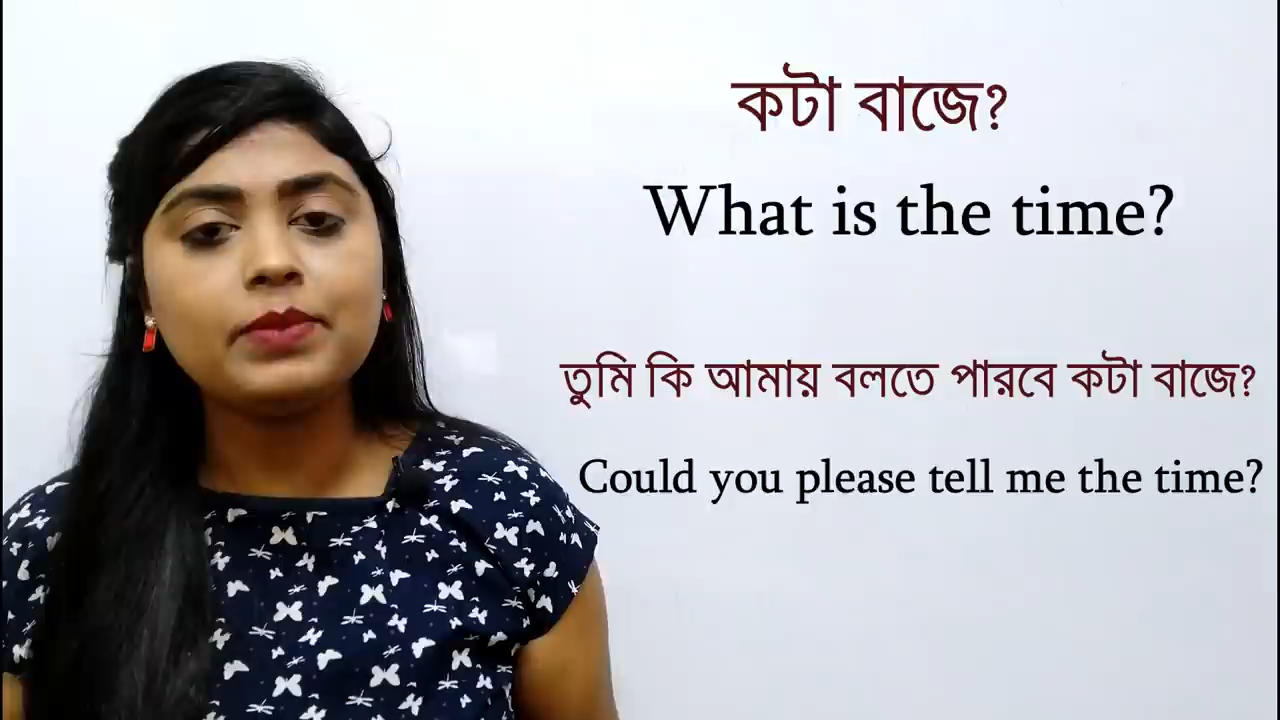 কটা বাজে?
What is the time?
তুমি কি আমায় বলতে পারবে কটা বাজে?
Could you please tell me the time?